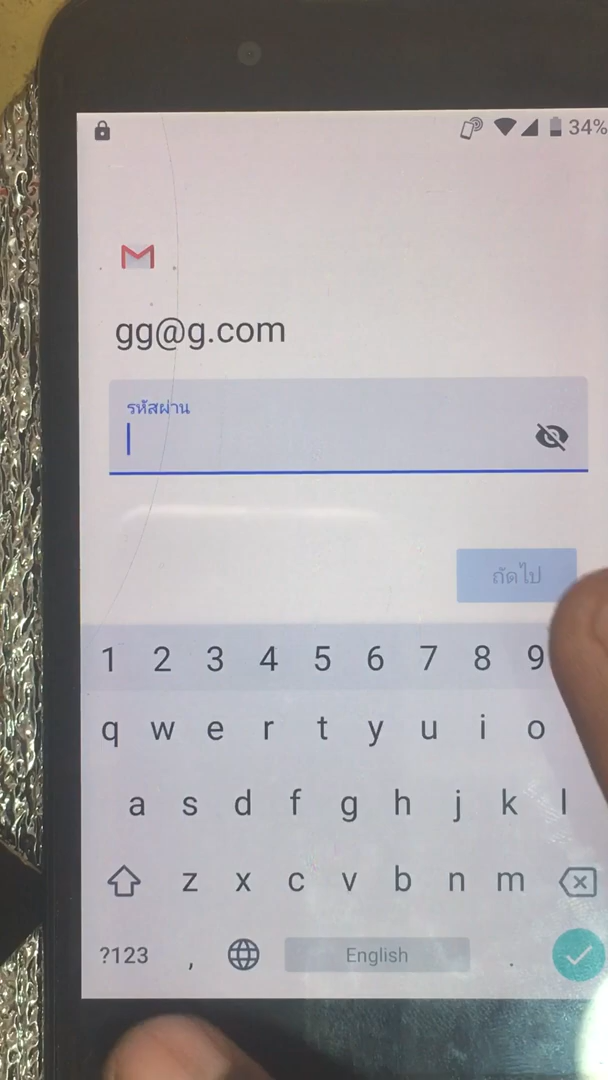 34%
gg@g.com
รหัสผ่าน
ถัดไป
1 2 3 4 5 6 7 8 9
q w e r t y u i o
a s d f g h j k l
z x c v b n m
?123 , English .